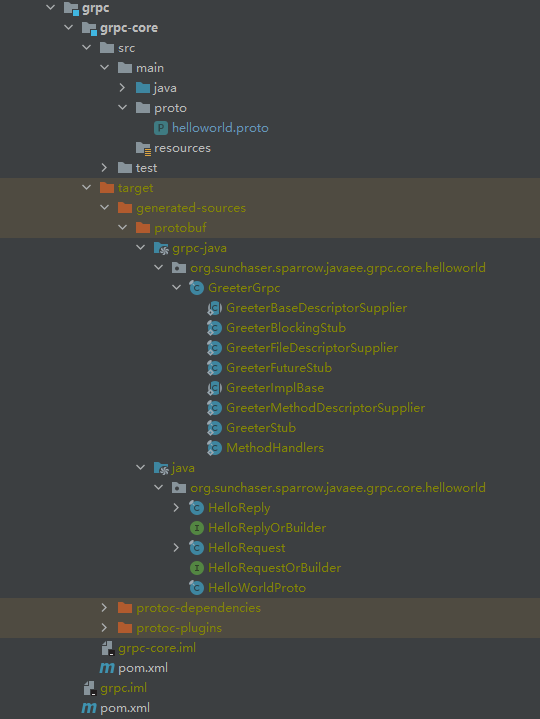 grpc
grpc-core
src
main
java
proto
helloworld.proto
resources
test
target
generated-sources
protobuf
grpc-java
org.sunchaser.sparrow.javaee.grpc.core.helloworld
GreeterGrpc
GreeterBaseDescriptorSupplier
GreeterBlockingStub
GreeterFileDescriptorSupplier
GreeterFutureStub
GreeterImplBase
GreeterMethodDescriptorSupplier
GreeterStub
MethodHandlers
java
org.sunchaser.sparrow.javaee.grpc.core.helloworld
HelloReply
HelloReplyOrBuilder
HelloRequest
HelloRequestOrBuilder
HelloWorldProto
protoc-dependencies
protoc-plugins
grpc-core.iml
pom.xml
grpc.iml
pom.xml